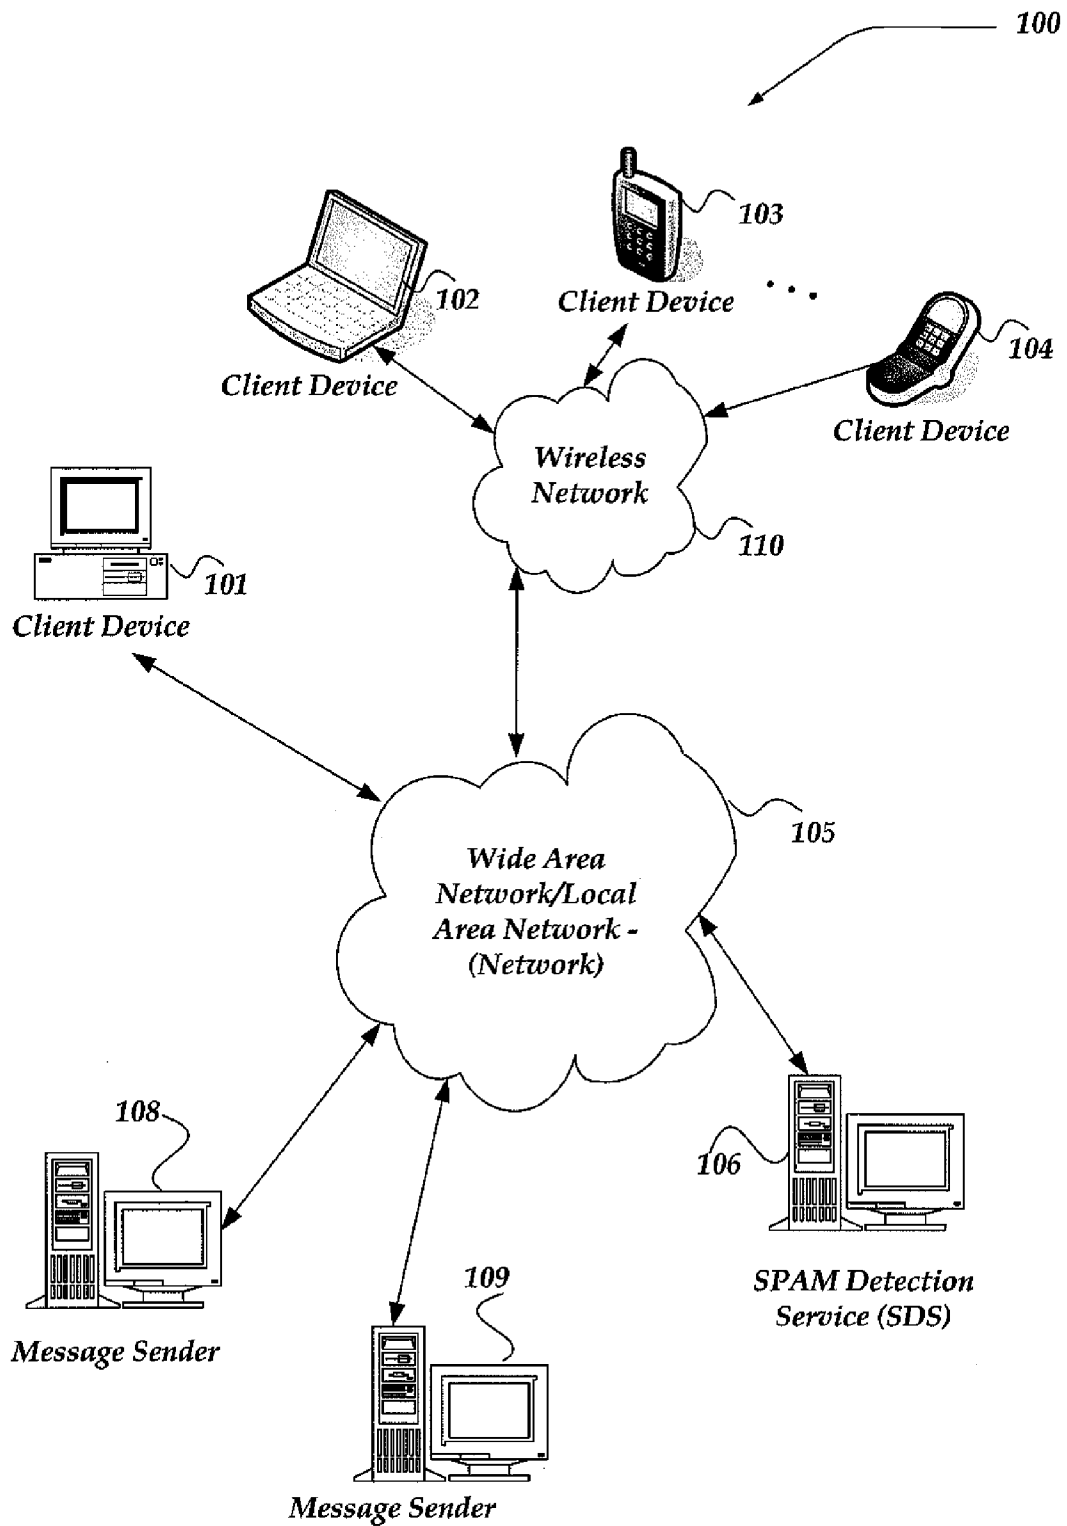 100
103
102
Client Device
104
Client Device
Client Device
Wireless
Network
110
101
Client Device
105
Wide Area
Network/Local
Area Network -
(Network)
108
106
109
SPAM Detection
Service (SDS)
Message Sender
Message Sender